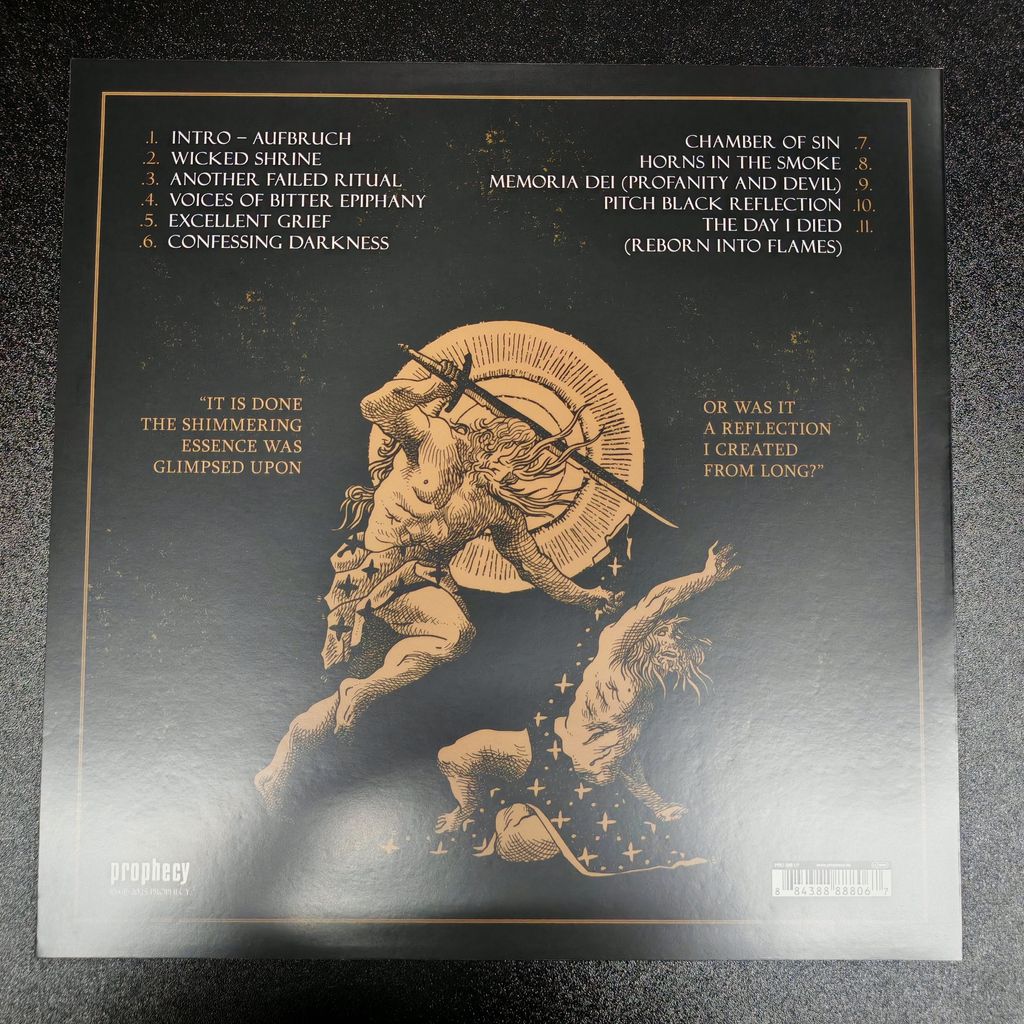 .1. INTRO – AUFBRUCH
.2. WICKED SHRINE
.3. ANOTHER FAILED RITUAL
.4. VOICES OF BITTER EPIPHANY
.5. EXCELLENT GRIEF
.6. CONFESSING DARKNESS
CHAMBER OF SIN .7.
HORNS IN THE SMOKE .8.
MEMORIA DEI (PROFANITY AND DEVIL) .9.
PITCH BLACK REFLECTION .10.
THE DAY I DIED .11.
(REBORN INTO FLAMES)
“IT IS DONE
THE SHIMMERING
ESSENCE WAS
GLIMPSED UPON
OR WAS IT
A REFLECTION
I CREATED
FROM LONG?”
prophecy
PROPHECY
8 84388 88806 7